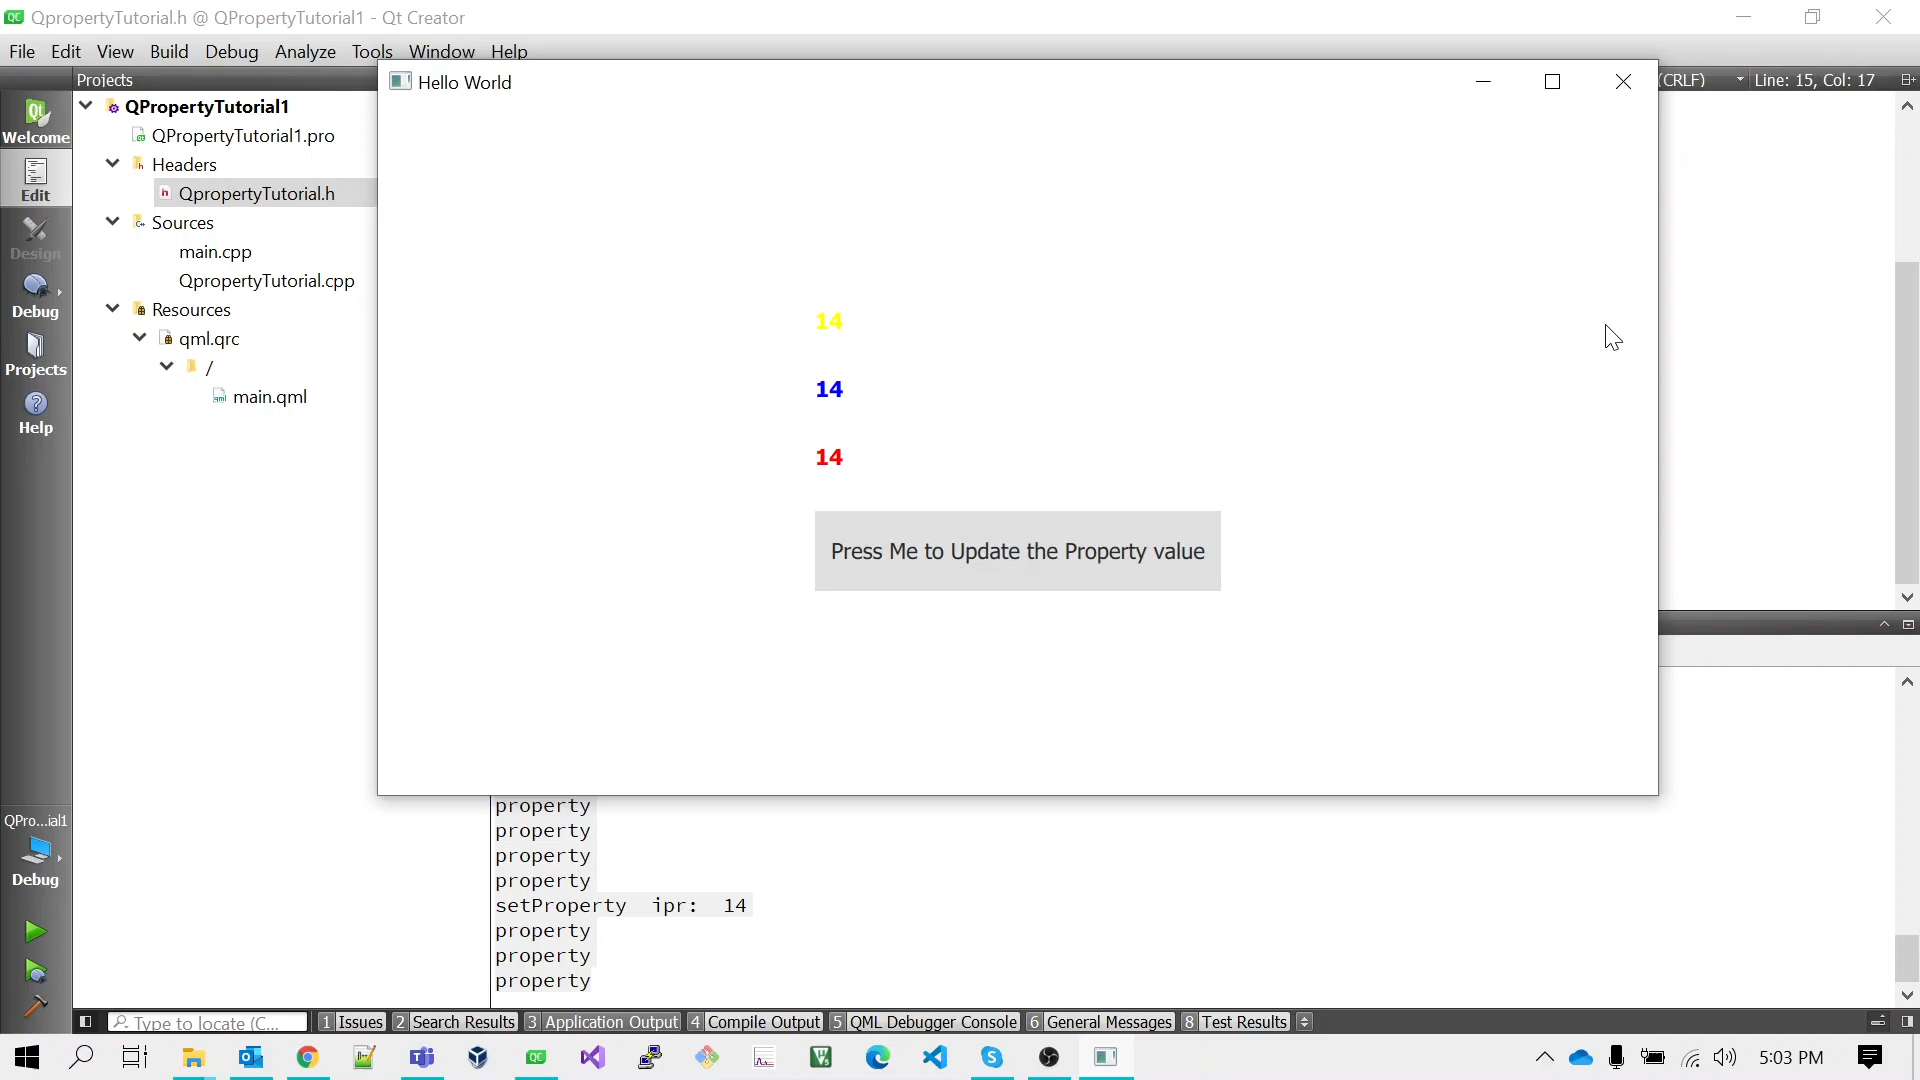 QpropertyTutorial.h @ QPropertyTutorial1 - Qt Creator
File Edit View Build Debug Analyze Tools Window Help
Projects
(CRLF) Line: 15, Col: 17
Hello World
Welcome
Edit
Design
Debug
Projects
Help
QPropertyTutorial1
QPropertyTutorial1.pro
Headers
QpropertyTutorial.h
Sources
main.cpp
QpropertyTutorial.cpp
Resources
qml.qrc
/
main.qml
14
14
14
Press Me to Update the Property value
property
property
property
property
setProperty ipr: 14
property
property
property
QPro...ial1
Debug
Type to locate (C...
1 Issues 2 Search Results 3 Application Output 4 Compile Output 5 QML Debugger Console 6 General Messages 8 Test Results
5:03 PM